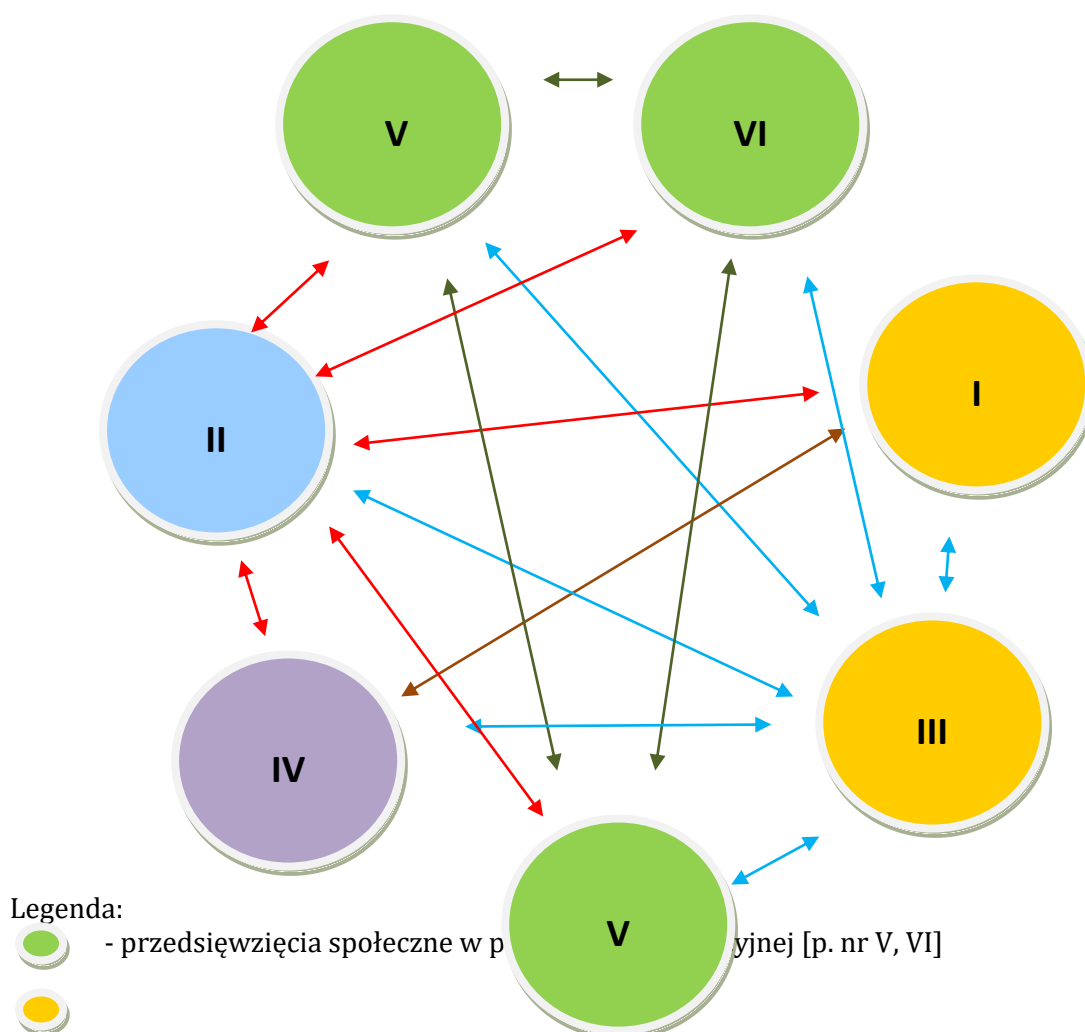 V
VI
I
II
III
IV
V
Legenda:
- przedsięwzięcia społeczne w p yjnej [p. nr V, VI]